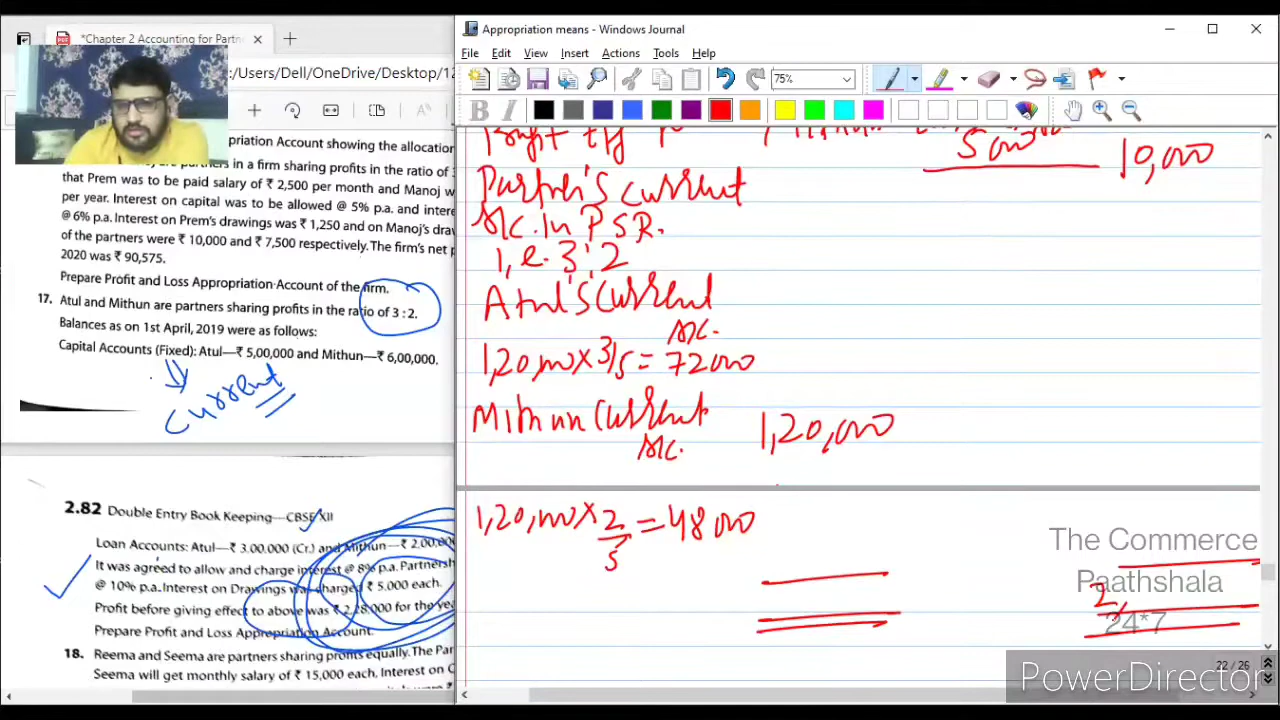 *Chapter 2 Accounting for Partn
Appropriation means - Windows Journal
:/Users/Dell/OneDrive/Desktop/12
File Edit View Insert Actions Tools Help
75%
priation Account showing the allocation
in a firm sharing profits in the ratio of 3
that Prem was to be paid salary of ₹ 2,500 per month and Manoj w
per year. Interest on capital was to be allowed @ 5% p.a. and intere
@ 6% p.a. Interest on Prem's drawings was ₹ 1,250 and on Manoj's draw
of the partners were ₹ 10,000 and ₹ 7,500 respectively. The firm's net p
2020 was ₹ 90,575.
Prepare Profit and Loss Appropriation Account of the firm.
17. Atul and Mithun are partners sharing profits in the ratio of 3 : 2.
Balances as on 1st April, 2019 were as follows:
Capital Accounts (Fixed): Atul—₹ 5,00,000 and Mithun—₹ 6,00,000.
Current
2.82 Double Entry Book Keeping—CBSE XII
Loan Accounts: Atul—₹ 3,00,000 (Cr.) and Mithun—₹ 2,00,00
It was agreed to allow and charge interest @ 8% p.a. Partnersh
@ 10% p.a. Interest on Drawings was charged ₹ 5,000 each.
Profit before giving effect to above was ₹ 2,28,000 for the ye
Prepare Profit and Loss Appropriation Account.
18. Reema and Seema are partners sharing profits equally. The Par
Seema will get monthly salary of ₹ 15,000 each. Interest on C
5000
10,000
Partner's current
A/c. in PSR.
i,e. 3:2
Atul's current
A/c.
1,20,000 × 3/5 = 72000
Mithun Current
A/c.
1,20,000
1,20,000 × 2/5 = 48000
2,
The Commerce
Paathshala
24*7
22 / 26
PowerDirector